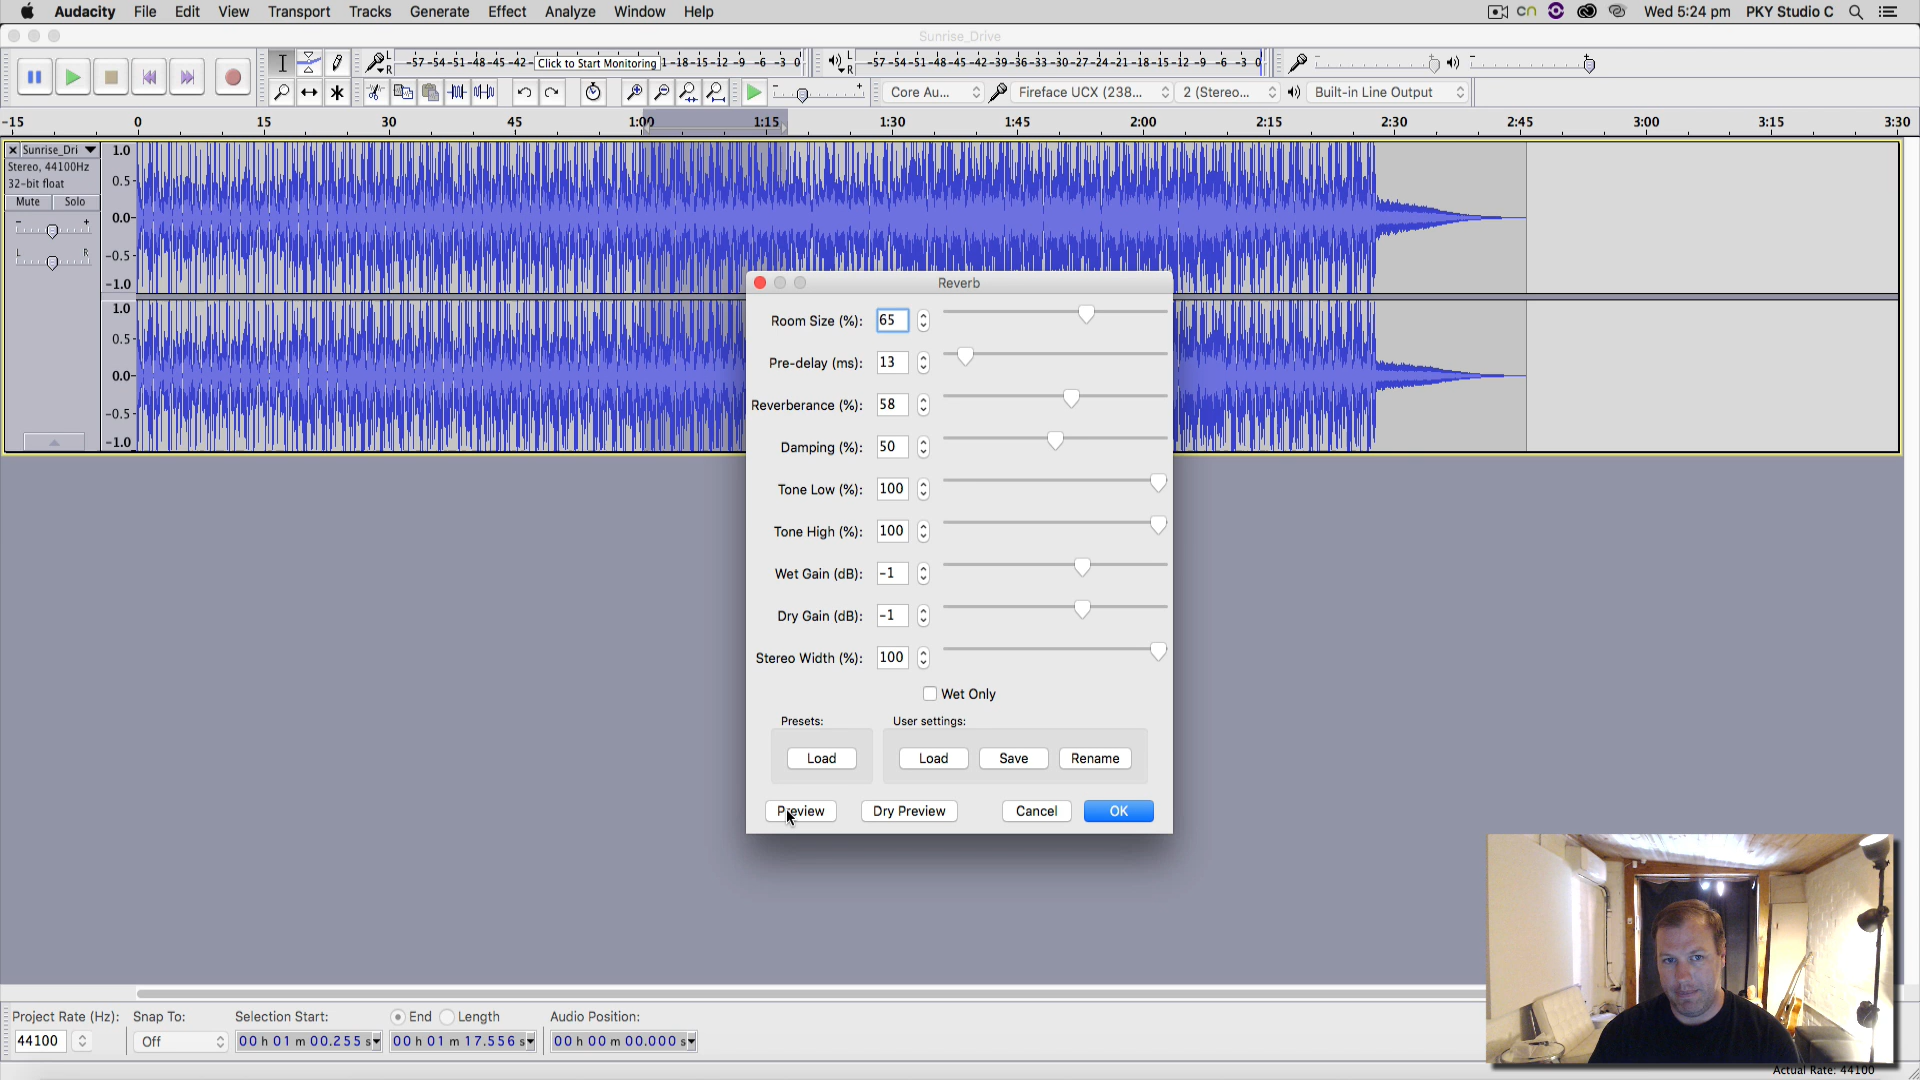 Audacity File Edit View Transport Tracks Generate Effect Analyze Window Help Wed 5:24 pm PKY Studio C
Sunrise_Drive
L R -57 -54 -51 -48 -45 -42 Click to Start Monitoring 1 -18 -15 -12 -9 -6 -3 0 L R -57 -54 -51 -48 -45 -42 -39 -36 -33 -30 -27 -24 -21 -18 -15 -12 -9 -6 -3 0
Core Au... Fireface UCX (238... 2 (Stereo... Built-in Line Output
-15 0 15 30 45 1:00 1:15 1:30 1:45 2:00 2:15 2:30 2:45 3:00 3:15 3:30
Sunrise_Dri
Stereo, 44100Hz
32-bit float
Mute Solo
L R
1.0
0.5-
0.0-
-0.5-
-1.0
1.0
0.5-
0.0-
-0.5-
-1.0
Reverb
Room Size (%): 65
Pre-delay (ms): 13
Reverberance (%): 58
Damping (%): 50
Tone Low (%): 100
Tone High (%): 100
Wet Gain (dB): -1
Dry Gain (dB): -1
Stereo Width (%): 100
Wet Only
Presets: User settings:
Load Load Save Rename
Preview Dry Preview Cancel OK
Project Rate (Hz): Snap To: Selection Start: End Length Audio Position:
44100 Off 00 h 01 m 00.255 s 00 h 01 m 17.556 s 00 h 00 m 00.000 s
Actual Rate: 44100